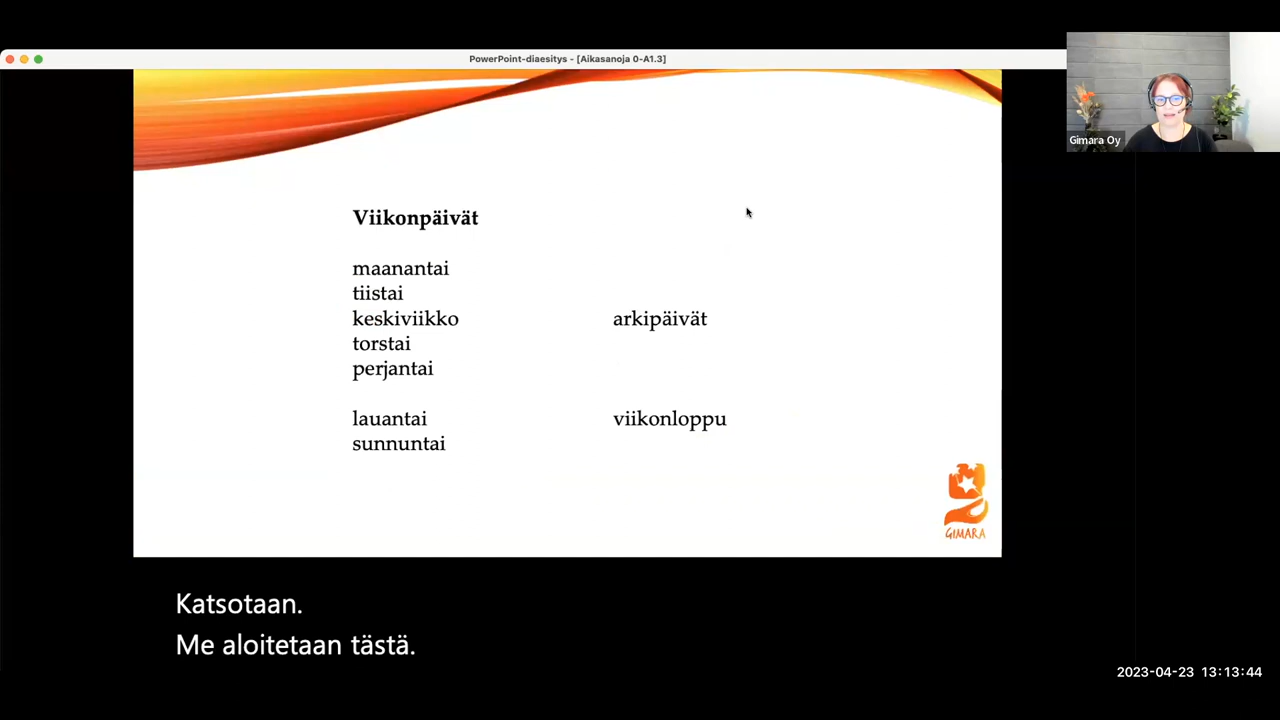 PowerPoint-diaesitys - [Aikasanoja 0-A1.3]
Gimara Oy
Viikonpäivät
maanantai
tiistai
keskiviikko arkipäivät
torstai
perjantai
lauantai viikonloppu
sunnuntai
GIMARA
Katsotaan.
Me aloitetaan tästä.
2023-04-23 13:13:44